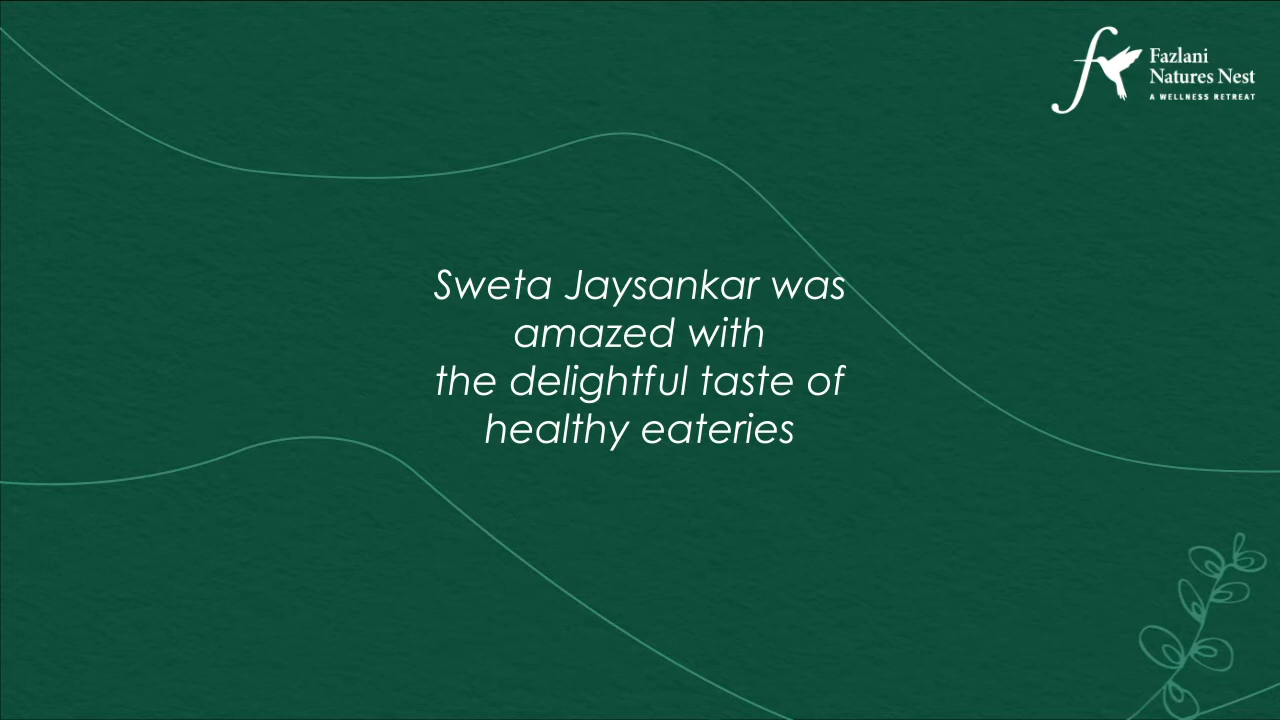 Fazlani
Natures Nest
A WELLNESS RETREAT
Sweta Jaysankar was
amazed with
the delightful taste of
healthy eateries